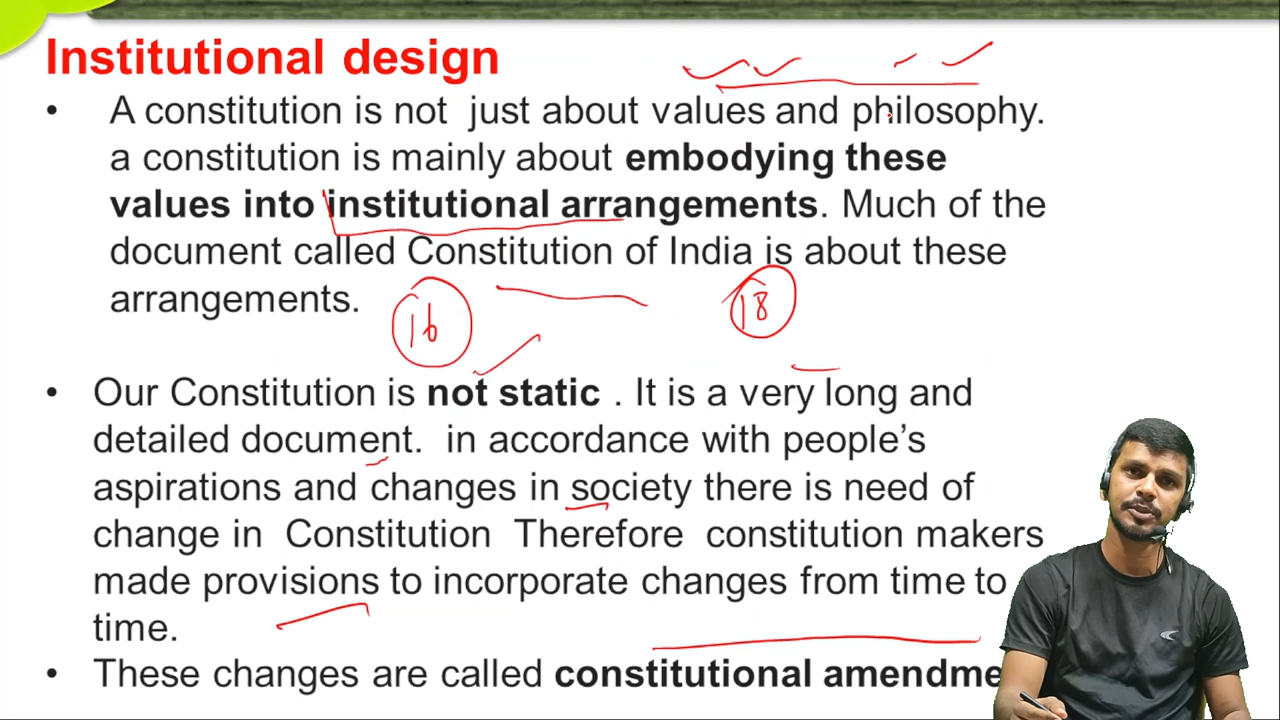 Institutional design
• A constitution is not just about values and philosophy.
a constitution is mainly about embodying these
values into institutional arrangements. Much of the
document called Constitution of India is about these
arrangements.
16
18
• Our Constitution is not static . It is a very long and
detailed document. in accordance with people’s
aspirations and changes in society there is need of
change in Constitution Therefore constitution makers
made provisions to incorporate changes from time to
time.
• These changes are called constitutional amendme